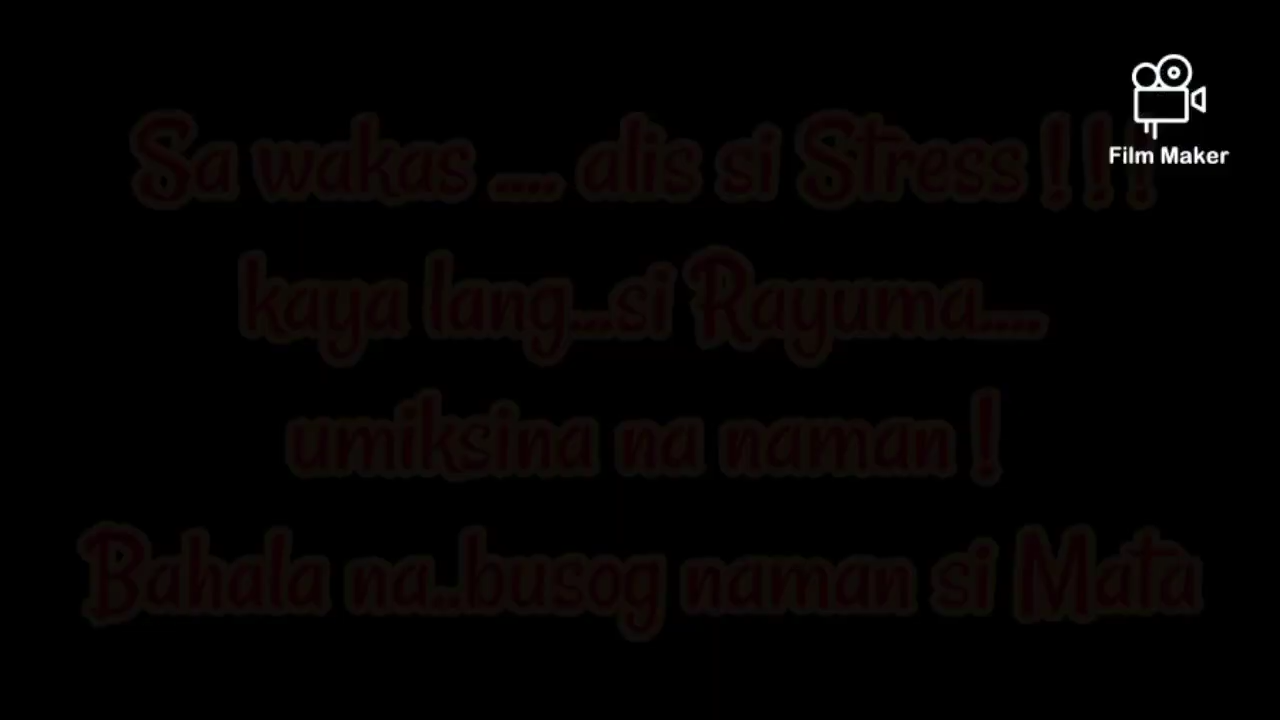 Sa wakas .... alis si Stress ! ! !
Film Maker
kaya lang...si Rayuma....
umiksina na naman !
Bahala na..busog naman si Mata